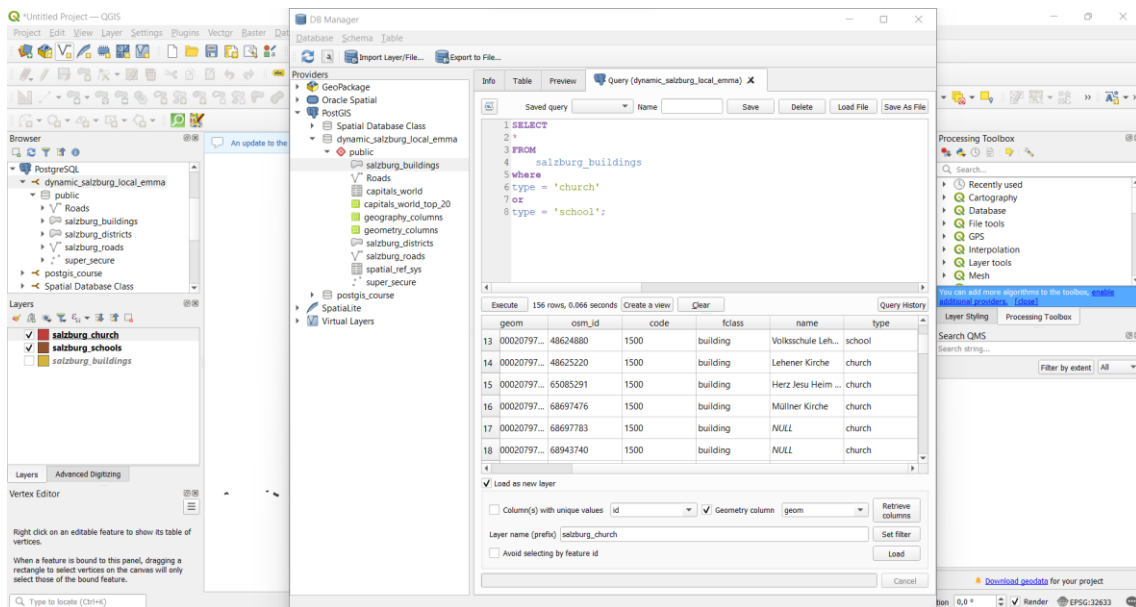 *Untitled Project — QGIS
Project Edit View Layer Settings Plugins Vector Raster Dat
Browser
PostgreSQL
dynamic_salzburg_local_emma
public
Roads
salzburg_buildings
salzburg_districts
salzburg_roads
super_secure
postgis_course
Spatial Database Class
Layers
salzburg_church
salzburg_schools
salzburg_buildings
Layers Advanced Digitizing
Vertex Editor
Right click on an editable feature to show its table of
vertices.
When a feature is bound to this panel, dragging a
rectangle to select vertices on the canvas will only
select those of the bound feature.
Type to locate (Ctrl+K)
An update to the
DB Manager
Database Schema Table
Import Layer/File... Export to File...
Providers
GeoPackage
Oracle Spatial
PostGIS
Spatial Database Class
dynamic_salzburg_local_emma
public
salzburg_buildings
Roads
capitals_world
capitals_world_top_20
geography_columns
geometry_columns
salzburg_districts
salzburg_roads
spatial_ref_sys
super_secure
postgis_course
SpatiaLite
Virtual Layers
Info Table Preview Query (dynamic_salzburg_local_emma) X
Saved query Name Save Delete Load File Save As File
1 SELECT
2 *
3 FROM
4 salzburg_buildings
5 where
6 type = 'church'
7 or
8 type = 'school';
Execute 156 rows, 0.066 seconds Create a view Clear Query History
geom osm_id code fclass name type
13 00020797... 48624880 1500 building Volksschule Leh... school
14 00020797... 48625220 1500 building Lehener Kirche church
15 00020797... 65085291 1500 building Herz Jesu Heim ... church
16 00020797... 68697476 1500 building Müllner Kirche church
17 00020797... 68697783 1500 building NULL church
18 00020797... 68943740 1500 building NULL church
Load as new layer
Column(s) with unique values id Geometry column geom Retrieve
columns
Layer name (prefix) salzburg_church Set filter
Avoid selecting by feature id Load
Cancel
Processing Toolbox
Search...
Recently used
Cartography
Database
File tools
GPS
Interpolation
Layer tools
Mesh
You can add more algorithms to the toolbox, enable
additional providers. [close]
Layer Styling Processing Toolbox
Search QMS
Search string...
Filter by extent All
Download geodata for your project
tion 0,0 ° Render EPSG:32633